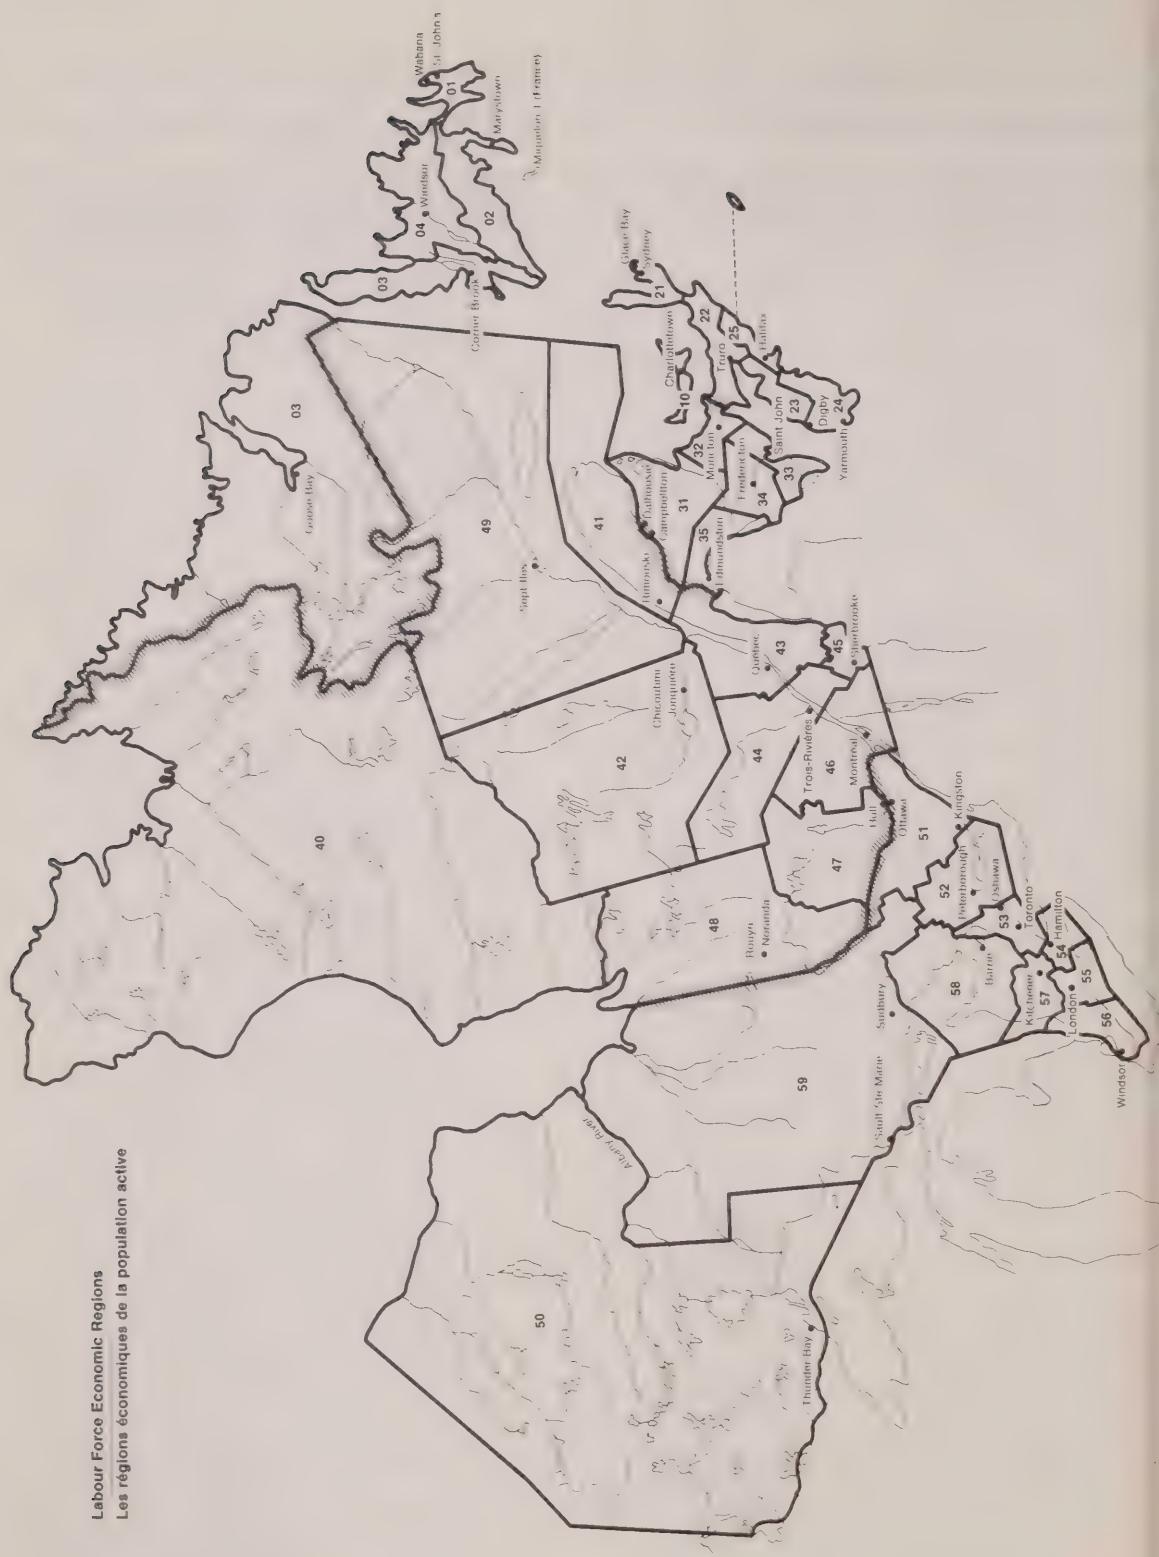 Labour Force Economic Regions
Les régions économiques de la population active
50
Thunder Bay
Albany River
59
Sault Ste Marie
Sudbury
58
Barrie
Kitchener
57
London
56
Windsor
55
54
Hamilton
Toronto
53
Oshawa
Peterborough
52
Kingston
51
Ottawa
Hull
40
48
Rouyn
Noranda
47
42
Chicoutimi
Jonquière
44
Trois-Rivières
46
Montréal
Québec
43
45
Sherbrooke
49
Sept-Iles
41
Rimouski
03
Goose Bay
Dalhousie
Campbellton
31
35
Edmundston
Fredericton
34
33
32
Moncton
Saint John
10
Charlottetown
Glace Bay
Sydney
21
22
25
Truro
Halifax
23
Digby
24
Yarmouth
03
Corner Brook
04
Windsor
02
01
Wabana
St. John's
Marystown
Miquelon I (France)